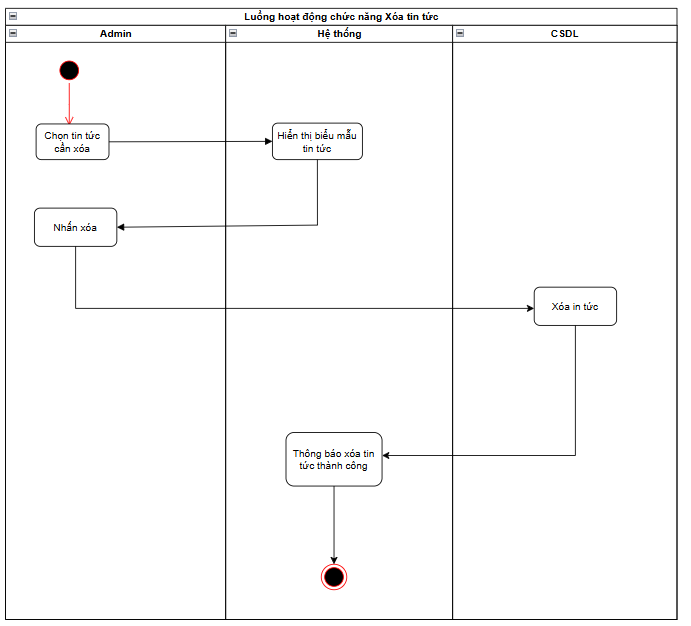 Luồng hoạt động chức năng Xóa tin tức
Admin
Hệ thống
CSDL
Chọn tin tức
cần xóa
Hiển thị biểu mẫu
tin tức
Nhấn xóa
Xóa in tức
Thông báo xóa tin
tức thành công